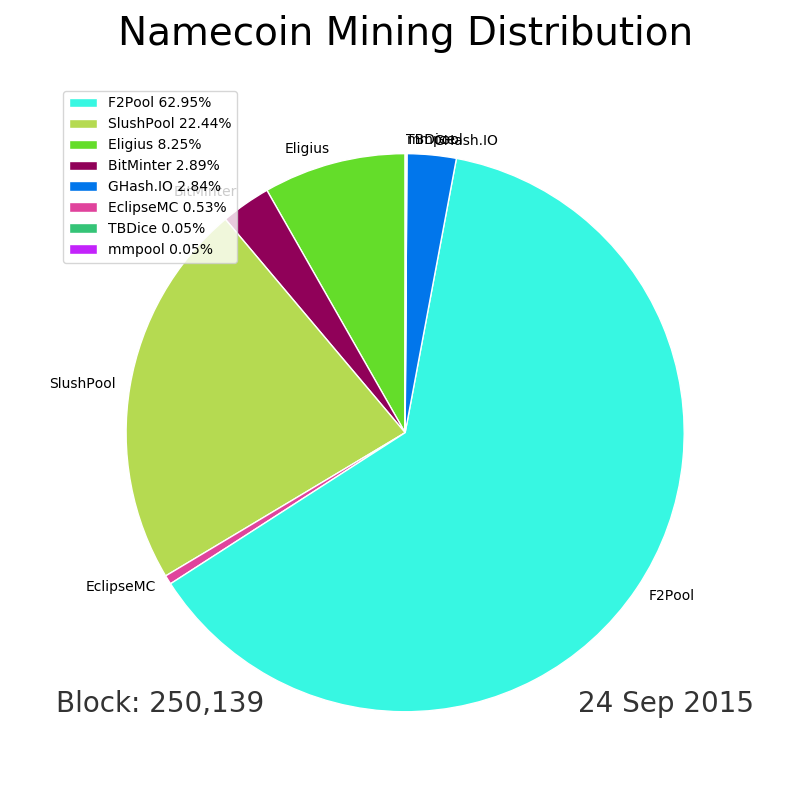 Namecoin Mining Distribution
F2Pool 62.95%
SlushPool 22.44%
Eligius 8.25%
BitMinter 2.89%
GHash.IO 2.84%
EclipseMC 0.53%
TBDice 0.05%
mmpool 0.05%
TBDice
mmpool
GHash.IO
Eligius
BitMinter
SlushPool
EclipseMC
F2Pool
Block: 250,139
24 Sep 2015